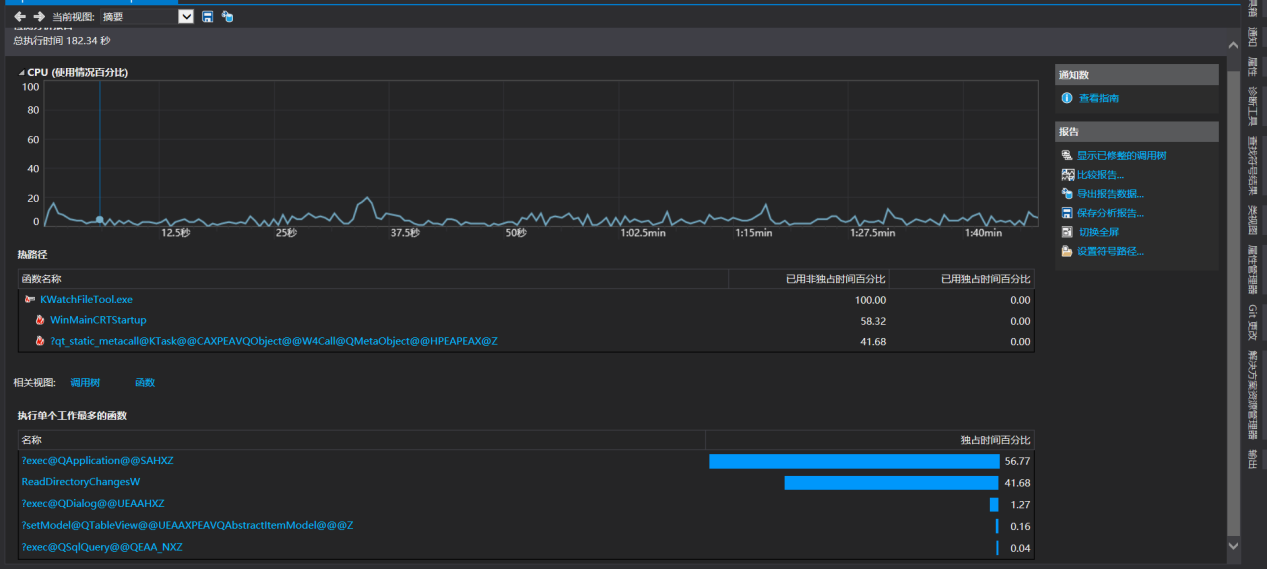 当前视图: 摘要
检测分析报告
总执行时间 182.34 秒
CPU (使用情况百分比)
100
80
60
40
20
0
12.5秒 25秒 37.5秒 50秒 1:02.5min 1:15min 1:27.5min 1:40min
热路径
函数名称 已用非独占时间百分比 已用独占时间百分比
KWatchFileTool.exe 100.00 0.00
WinMainCRTStartup 58.32 0.00
?qt_static_metacall@KTask@@CAXPEAVQObject@@W4Call@QMetaObject@@HPEAPEAX@Z 41.68 0.00
相关视图: 调用树 函数
执行单个工作最多的函数
名称 独占时间百分比
?exec@QApplication@@SAHXZ 56.77
ReadDirectoryChangesW 41.68
?exec@QDialog@@UEAAHXZ 1.27
?setModel@QTableView@@UEAAXPEAVQAbstractItemModel@@@Z 0.16
?exec@QSqlQuery@@QEAA_NXZ 0.04
通知数
查看指南
报告
显示已修整的调用树
比较报告...
导出报告数据...
保存分析报告...
切换全屏
设置符号路径...
通知
属性
诊断工具
查找符号结果
类视图
属性管理器
Git 更改
解决方案资源管理器
输出